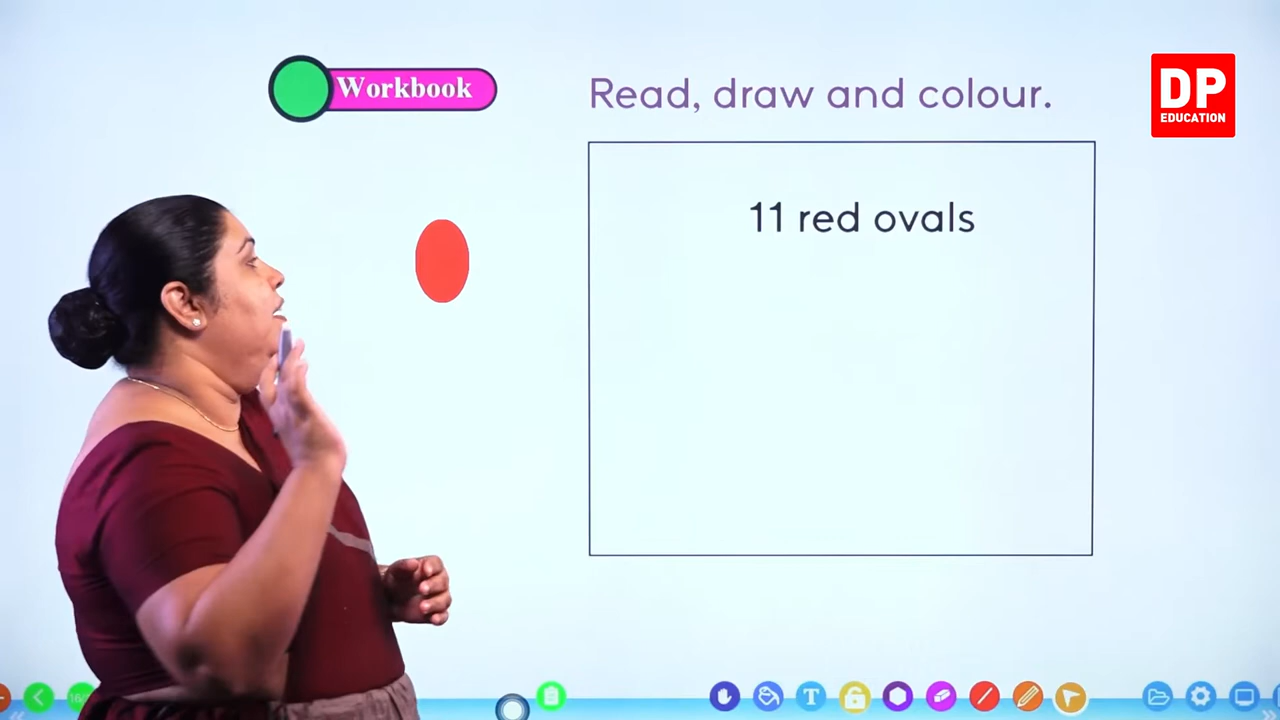 Workbook
Read, draw and colour.
DP
EDUCATION
11 red ovals
T